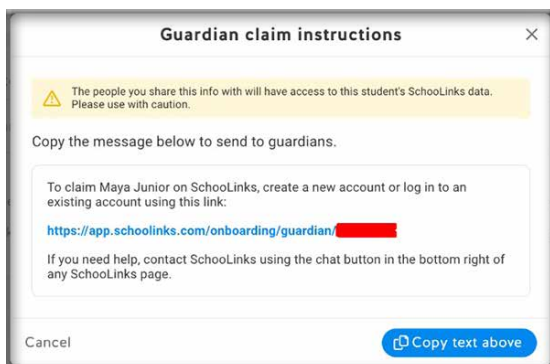 Guardian claim instructions
The people you share this info with will have access to this student's SchooLinks data.
Please use with caution.
Copy the message below to send to guardians.
To claim Maya Junior on SchooLinks, create a new account or log in to an
existing account using this link:
https://app.schoolinks.com/onboarding/guardian/
If you need help, contact SchooLinks using the chat button in the bottom right of
any SchooLinks page.
Cancel
Copy text above